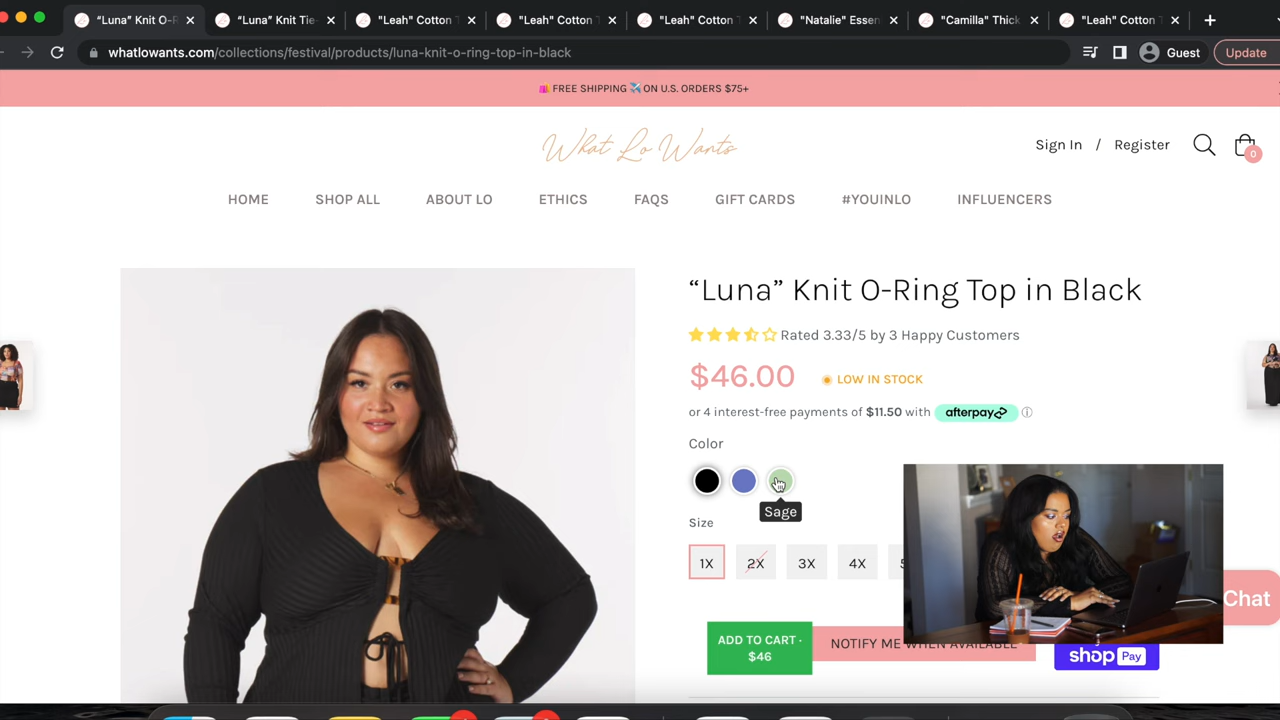 “Luna” Knit O-R
“Luna” Knit Tie-
“Leah” Cotton T
“Leah” Cotton T
“Leah” Cotton T
“Natalie” Essen
“Camilla” Thick
“Leah” Cotton T
whatlowants.com/collections/festival/products/luna-knit-o-ring-top-in-black
Guest
Update
FREE SHIPPING ON U.S. ORDERS $75+
What Lo Wants
Sign In / Register
0
HOME SHOP ALL ABOUT LO ETHICS FAQS GIFT CARDS #YOUINLO INFLUENCERS
“Luna” Knit O-Ring Top in Black
Rated 3.33/5 by 3 Happy Customers
$46.00 LOW IN STOCK
or 4 interest-free payments of $11.50 with afterpay
Color
Sage
Size
1X 2X 3X 4X
Chat
ADD TO CART ·
$46
NOTIFY ME WHEN AVAILABLE
shop Pay